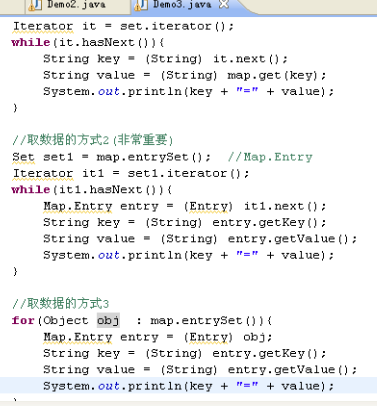 Demo2.java Demo3.java
Iterator it = set.iterator();
while(it.hasNext()){
String key = (String) it.next();
String value = (String) map.get(key);
System.out.println(key + "=" + value);
}
//取数据的方式2(非常重要)
Set set1 = map.entrySet(); //Map.Entry
Iterator it1 = set1.iterator();
while(it1.hasNext()){
Map.Entry entry = (Entry) it1.next();
String key = (String) entry.getKey();
String value = (String) entry.getValue();
System.out.println(key + "=" + value);
}
//取数据的方式3
for(Object obj : map.entrySet()){
Map.Entry entry = (Entry) obj;
String key = (String) entry.getKey();
String value = (String) entry.getValue();
System.out.println(key + "=" + value);
}